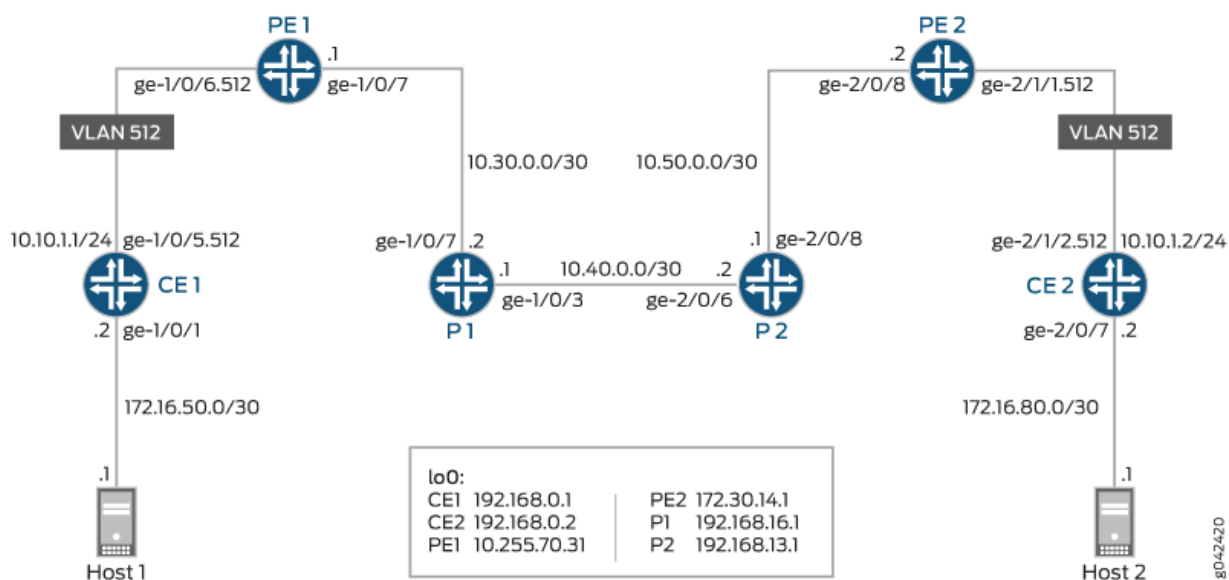 PE 1
PE 2
.1
.2
ge-1/0/6.512
ge-1/0/7
ge-2/0/8
ge-2/1/1.512
VLAN 512
VLAN 512
10.30.0.0/30
10.50.0.0/30
10.10.1.1/24
ge-1/0/5.512
ge-1/0/7
.2
.1
ge-2/0/8
ge-2/1/2.512
10.10.1.2/24
CE 1
.1
10.40.0.0/30
.2
CE 2
ge-1/0/3
ge-2/0/6
.2
ge-1/0/1
P 1
P 2
ge-2/0/7
.2
172.16.50.0/30
172.16.80.0/30
.1
.1
lo0:
CE1 192.168.0.1
CE2 192.168.0.2
PE1 10.255.70.31
PE2 172.30.14.1
P1 192.168.16.1
P2 192.168.13.1
Host 1
Host 2
g042420